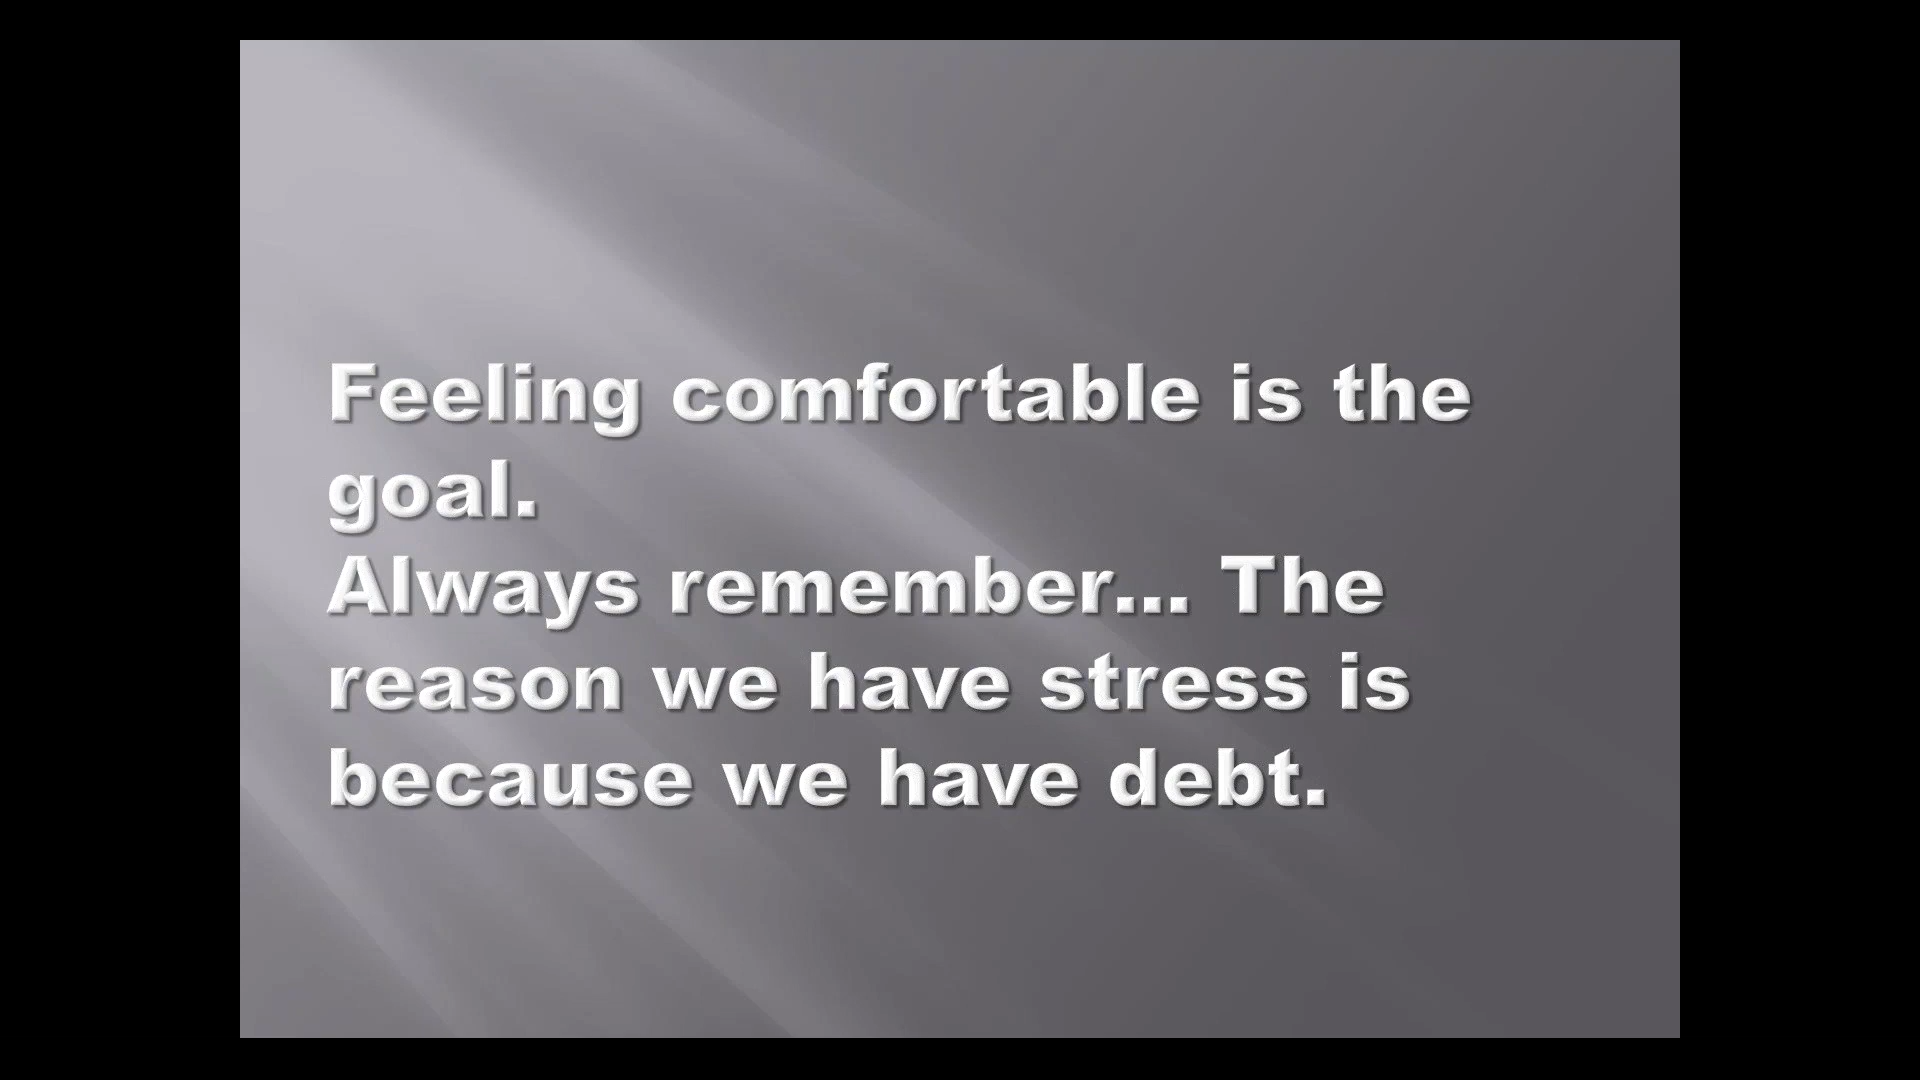 Feeling comfortable is the
goal.
Always remember... The
reason we have stress is
because we have debt.